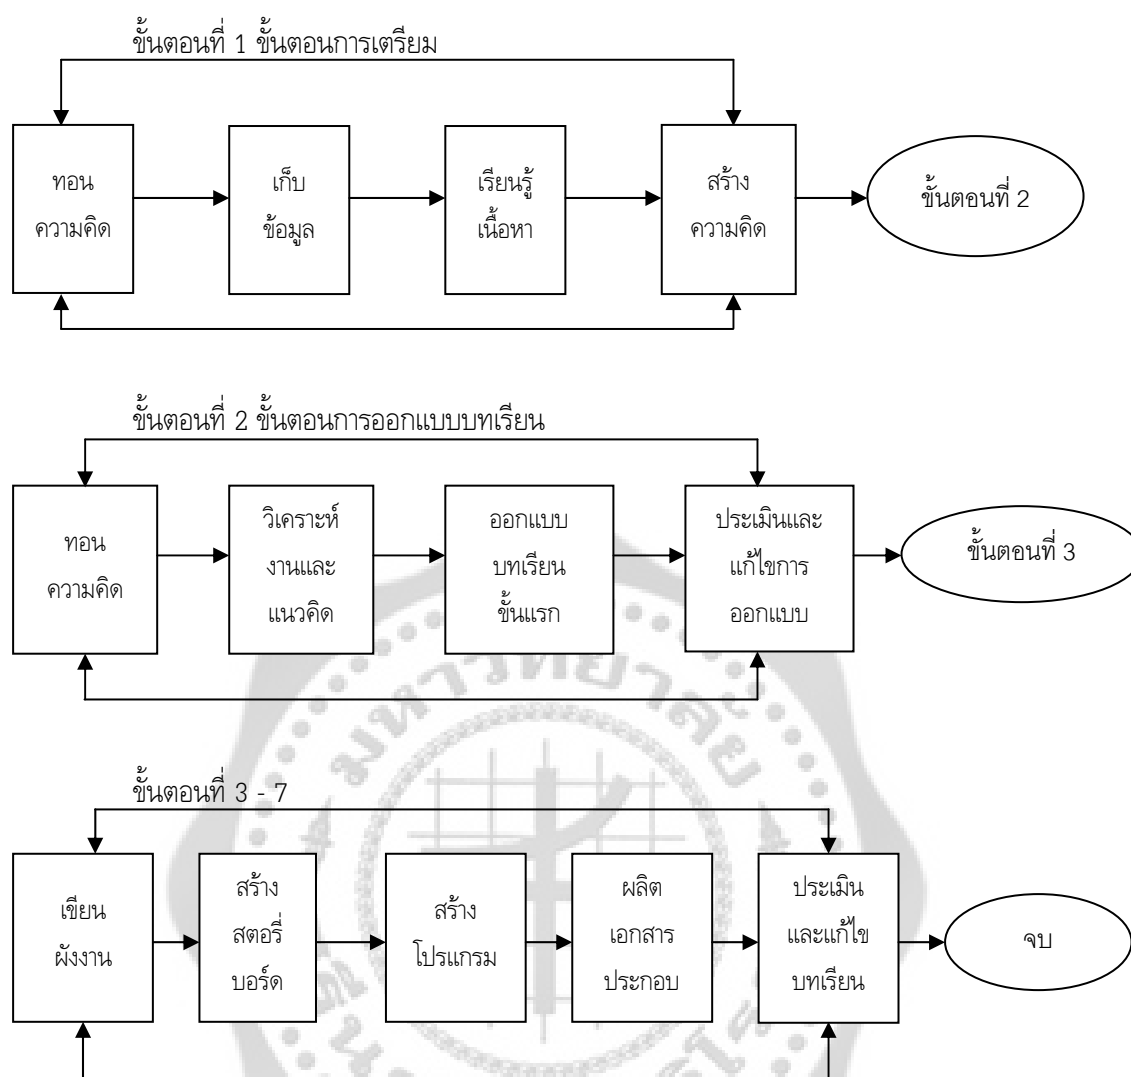 ขั้นตอนที่ 1 ขั้นตอนการเตรียม
ทอน
ความคิด
เก็บ
ข้อมูล
เรียนรู้
เนื้อหา
สร้าง
ความคิด
ขั้นตอนที่ 2
ขั้นตอนที่ 2 ขั้นตอนการออกแบบบทเรียน
ทอน
ความคิด
วิเคราะห์
งานและ
แนวคิด
ออกแบบ
บทเรียน
ขั้นแรก
ประเมินและ
แก้ไขการ
ออกแบบ
ขั้นตอนที่ 3
ขั้นตอนที่ 3 - 7
เขียน
ผังงาน
สร้าง
สตอรี่
บอร์ด
สร้าง
โปรแกรม
ผลิต
เอกสาร
ประกอบ
ประเมิน
และแก้ไข
บทเรียน
จบ